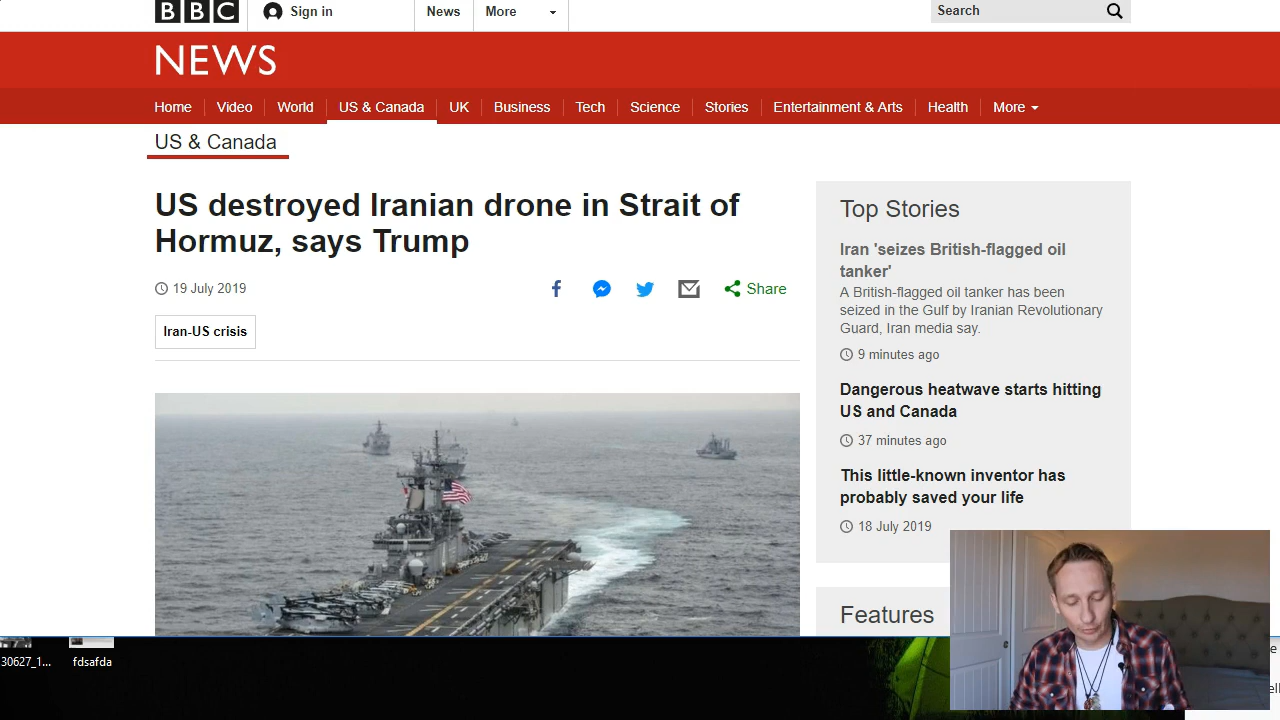 BBC Sign in News More Search
NEWS
Home Video World US & Canada UK Business Tech Science Stories Entertainment & Arts Health More
US & Canada
US destroyed Iranian drone in Strait of
Hormuz, says Trump
19 July 2019
Share
Iran-US crisis
Top Stories
Iran 'seizes British-flagged oil
tanker'
A British-flagged oil tanker has been
seized in the Gulf by Iranian Revolutionary
Guard, Iran media say.
9 minutes ago
Dangerous heatwave starts hitting
US and Canada
37 minutes ago
This little-known inventor has
probably saved your life
18 July 2019
Features
30627_1... fdsafda